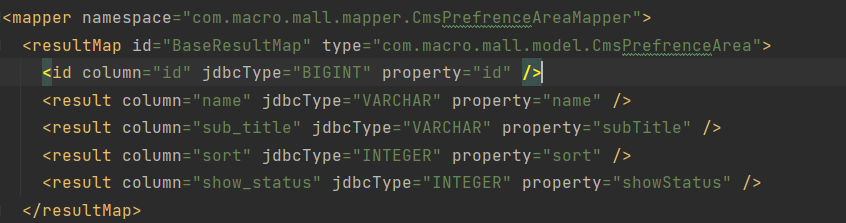 <mapper namespace="com.macro.mall.mapper.CmsPrefrenceAreaMapper">
<resultMap id="BaseResultMap" type="com.macro.mall.model.CmsPrefrenceArea">
<id column="id" jdbcType="BIGINT" property="id" />
<result column="name" jdbcType="VARCHAR" property="name" />
<result column="sub_title" jdbcType="VARCHAR" property="subTitle" />
<result column="sort" jdbcType="INTEGER" property="sort" />
<result column="show_status" jdbcType="INTEGER" property="showStatus" />
</resultMap>